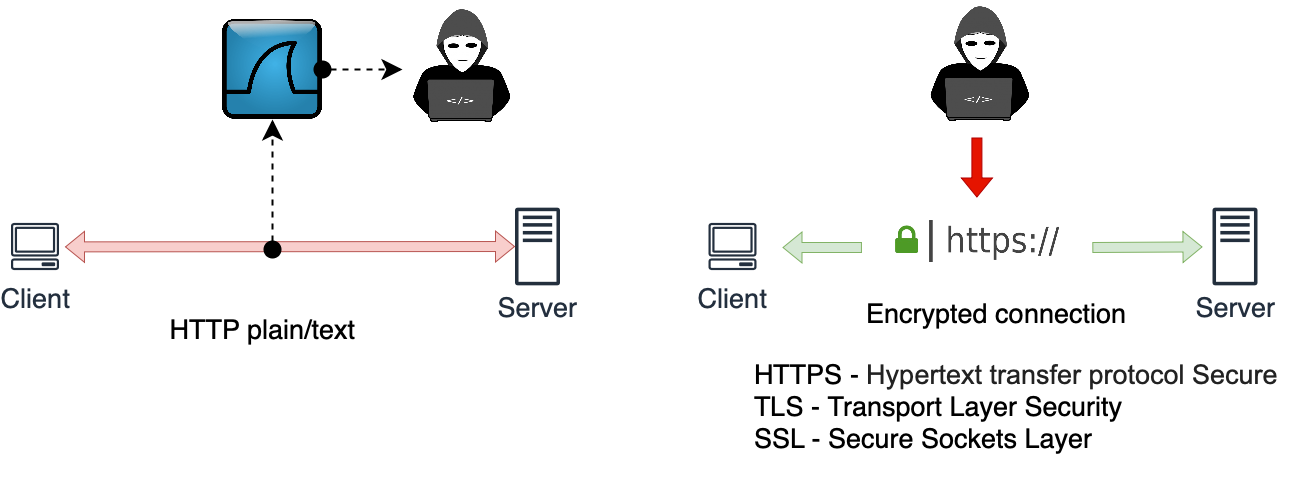 </>
</>
| https://
Client
Server
HTTP plain/text
Client
Server
Encrypted connection
HTTPS - Hypertext transfer protocol Secure
TLS - Transport Layer Security
SSL - Secure Sockets Layer